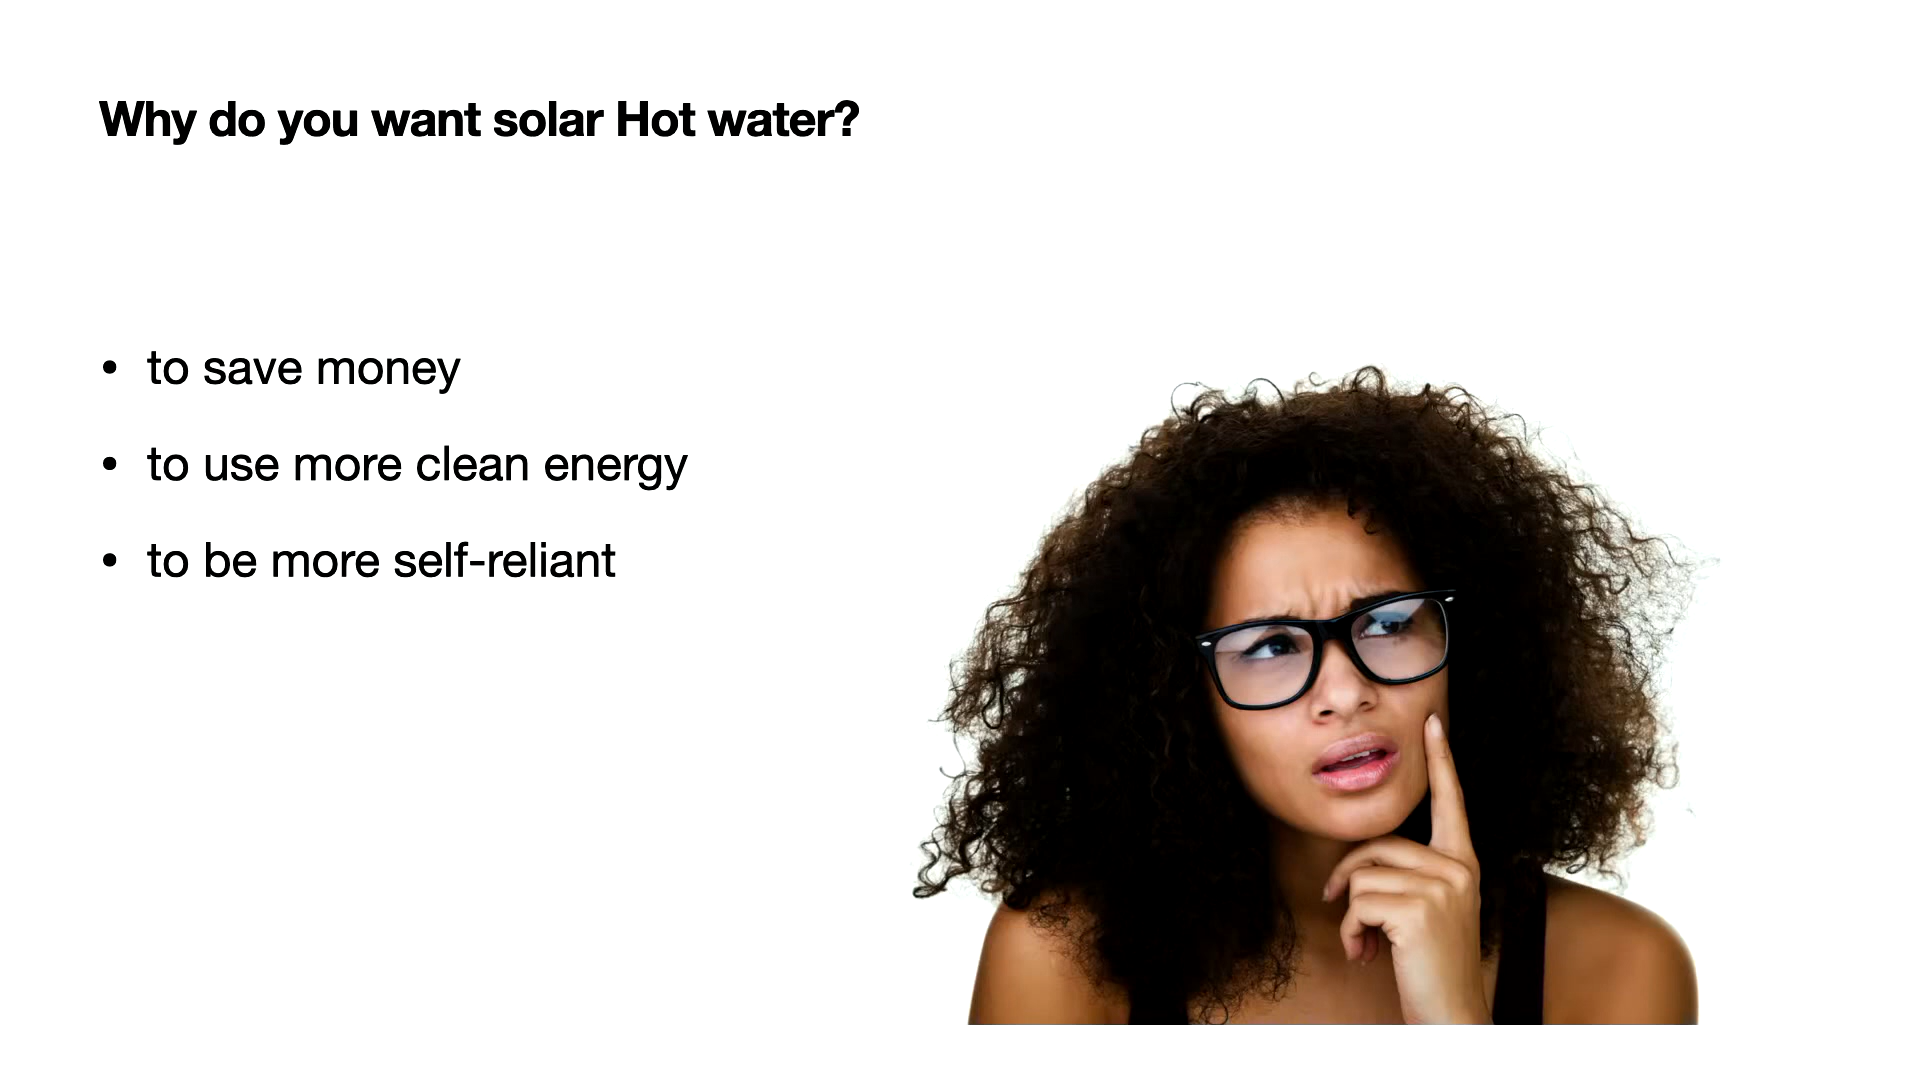 Why do you want solar Hot water?
• to save money
• to use more clean energy
• to be more self-reliant